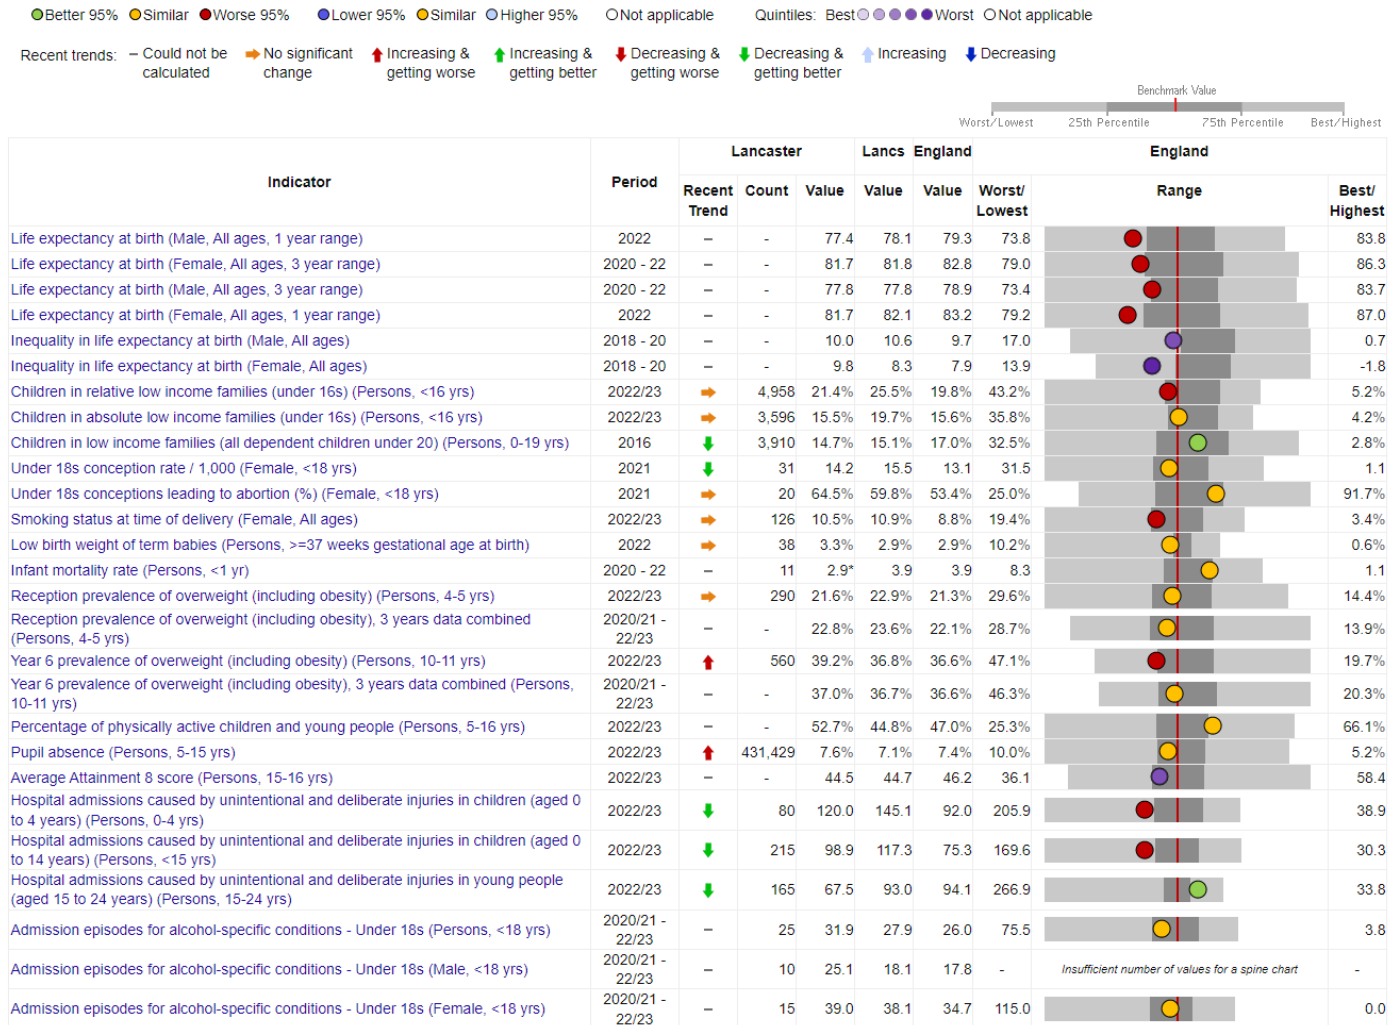 Better 95% Similar Worse 95% Lower 95% Similar Higher 95% Not applicable Quintiles: Best Worst Not applicable
Recent trends: – Could not be calculated No significant change Increasing & getting worse Increasing & getting better Decreasing & getting worse Decreasing & getting better Increasing Decreasing
Benchmark Value
Worst/Lowest 25th Percentile 75th Percentile Best/Highest
Lancaster Lancs England England
Indicator Period Recent Trend Count Value Value Value Worst/Lowest Range Best/Highest
Life expectancy at birth (Male, All ages, 1 year range) 2022 – - 77.4 78.1 79.3 73.8 83.8
Life expectancy at birth (Female, All ages, 3 year range) 2020 - 22 – - 81.7 81.8 82.8 79.0 86.3
Life expectancy at birth (Male, All ages, 3 year range) 2020 - 22 – - 77.8 77.8 78.9 73.4 83.7
Life expectancy at birth (Female, All ages, 1 year range) 2022 – - 81.7 82.1 83.2 79.2 87.0
Inequality in life expectancy at birth (Male, All ages) 2018 - 20 – - 10.0 10.6 9.7 17.0 0.7
Inequality in life expectancy at birth (Female, All ages) 2018 - 20 – - 9.8 8.3 7.9 13.9 -1.8
Children in relative low income families (under 16s) (Persons, <16 yrs) 2022/23 4,958 21.4% 25.5% 19.8% 43.2% 5.2%
Children in absolute low income families (under 16s) (Persons, <16 yrs) 2022/23 3,596 15.5% 19.7% 15.6% 35.8% 4.2%
Children in low income families (all dependent children under 20) (Persons, 0-19 yrs) 2016 3,910 14.7% 15.1% 17.0% 32.5% 2.8%
Under 18s conception rate / 1,000 (Female, <18 yrs) 2021 31 14.2 15.5 13.1 31.5 1.1
Under 18s conceptions leading to abortion (%) (Female, <18 yrs) 2021 20 64.5% 59.8% 53.4% 25.0% 91.7%
Smoking status at time of delivery (Female, All ages) 2022/23 126 10.5% 10.9% 8.8% 19.4% 3.4%
Low birth weight of term babies (Persons, >=37 weeks gestational age at birth) 2022 38 3.3% 2.9% 2.9% 10.2% 0.6%
Infant mortality rate (Persons, <1 yr) 2020 - 22 – 11 2.9* 3.9 3.9 8.3 1.1
Reception prevalence of overweight (including obesity) (Persons, 4-5 yrs) 2022/23 290 21.6% 22.9% 21.3% 29.6% 14.4%
Reception prevalence of overweight (including obesity), 3 years data combined (Persons, 4-5 yrs) 2020/21 - 22/23 – - 22.8% 23.6% 22.1% 28.7% 13.9%
Year 6 prevalence of overweight (including obesity) (Persons, 10-11 yrs) 2022/23 560 39.2% 36.8% 36.6% 47.1% 19.7%
Year 6 prevalence of overweight (including obesity), 3 years data combined (Persons, 10-11 yrs) 2020/21 - 22/23 – - 37.0% 36.7% 36.6% 46.3% 20.3%
Percentage of physically active children and young people (Persons, 5-16 yrs) 2022/23 – - 52.7% 44.8% 47.0% 25.3% 66.1%
Pupil absence (Persons, 5-15 yrs) 2022/23 431,429 7.6% 7.1% 7.4% 10.0% 5.2%
Average Attainment 8 score (Persons, 15-16 yrs) 2022/23 – - 44.5 44.7 46.2 36.1 58.4
Hospital admissions caused by unintentional and deliberate injuries in children (aged 0 to 4 years) (Persons, 0-4 yrs) 2022/23 80 120.0 145.1 92.0 205.9 38.9
Hospital admissions caused by unintentional and deliberate injuries in children (aged 0 to 14 years) (Persons, <15 yrs) 2022/23 215 98.9 117.3 75.3 169.6 30.3
Hospital admissions caused by unintentional and deliberate injuries in young people (aged 15 to 24 years) (Persons, 15-24 yrs) 2022/23 165 67.5 93.0 94.1 266.9 33.8
Admission episodes for alcohol-specific conditions - Under 18s (Persons, <18 yrs) 2020/21 - 22/23 – 25 31.9 27.9 26.0 75.5 3.8
Admission episodes for alcohol-specific conditions - Under 18s (Male, <18 yrs) 2020/21 - 22/23 – 10 25.1 18.1 17.8 - Insufficient number of values for a spine chart -
Admission episodes for alcohol-specific conditions - Under 18s (Female, <18 yrs) 2020/21 - 22/23 – 15 39.0 38.1 34.7 115.0 0.0